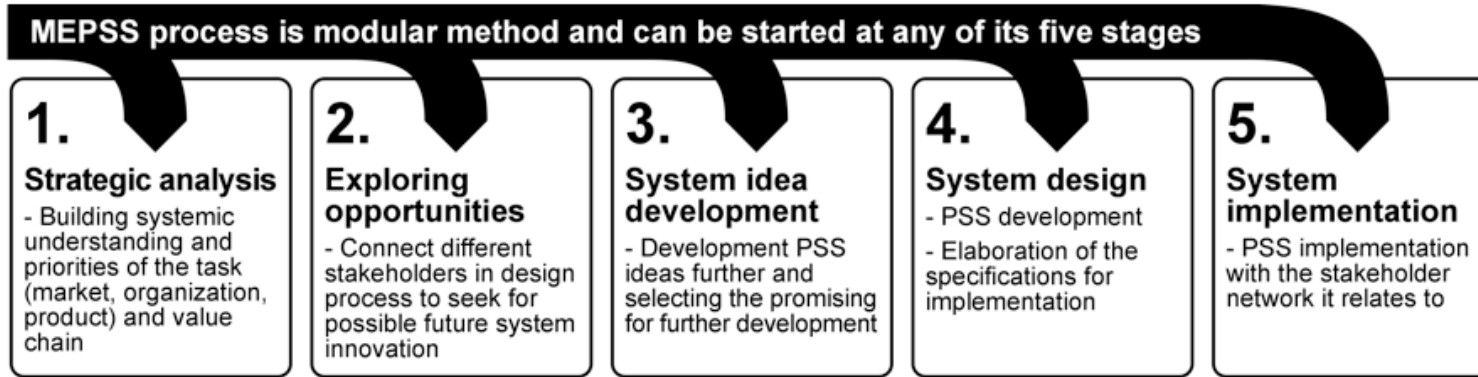 MEPSS process is modular method and can be started at any of its five stages
1.
Strategic analysis
- Building systemic
understanding and
priorities of the task
(market, organization,
product) and value
chain
2.
Exploring
opportunities
- Connect different
stakeholders in design
process to seek for
possible future system
innovation
3.
System idea
development
- Development PSS
ideas further and
selecting the promising
for further development
4.
System design
- PSS development
- Elaboration of the
specifications for
implementation
5.
System
implementation
- PSS implementation
with the stakeholder
network it relates to